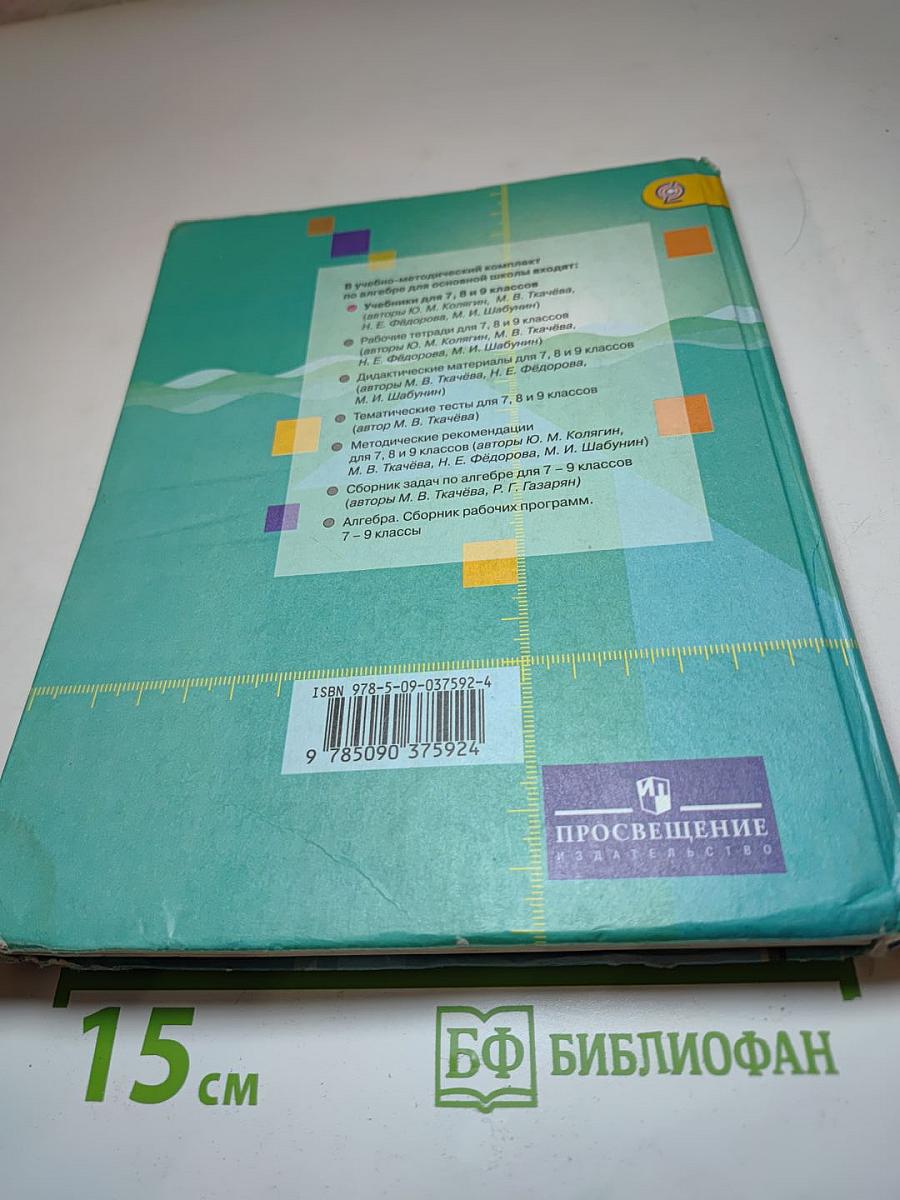 В учебно-методический комплект
по алгебре для основной школы входят:
Учебники для 7, 8 и 9 классов
(авторы Ю. М. Колягин, М. В. Ткачёва,
Н. Е. Фёдорова, М. И. Шабунин)
Рабочие тетради для 7, 8 и 9 классов
(авторы Ю. М. Колягин, М. В. Ткачёва,
Н. Е. Фёдорова, М. И. Шабунин)
Дидактические материалы для 7, 8 и 9 классов
(авторы М. В. Ткачёва, Н. Е. Фёдорова,
М. И. Шабунин)
Тематические тесты для 7, 8 и 9 классов
(автор М. В. Ткачёва)
Методические рекомендации
для 7, 8 и 9 классов (авторы Ю. М. Колягин,
М. В. Ткачёва, Н. Е. Фёдорова, М. И. Шабунин)
Сборник задач по алгебре для 7 – 9 классов
(авторы М. В. Ткачёва, Р. Г. Газарян)
Алгебра. Сборник рабочих программ.
7 – 9 классы
ISBN 978-5-09-037592-4
9 785090 375924
ИП
ПРОСВЕЩЕНИЕ
ИЗДАТЕЛЬСТВО
15 см
БФ БИБЛИОФАН